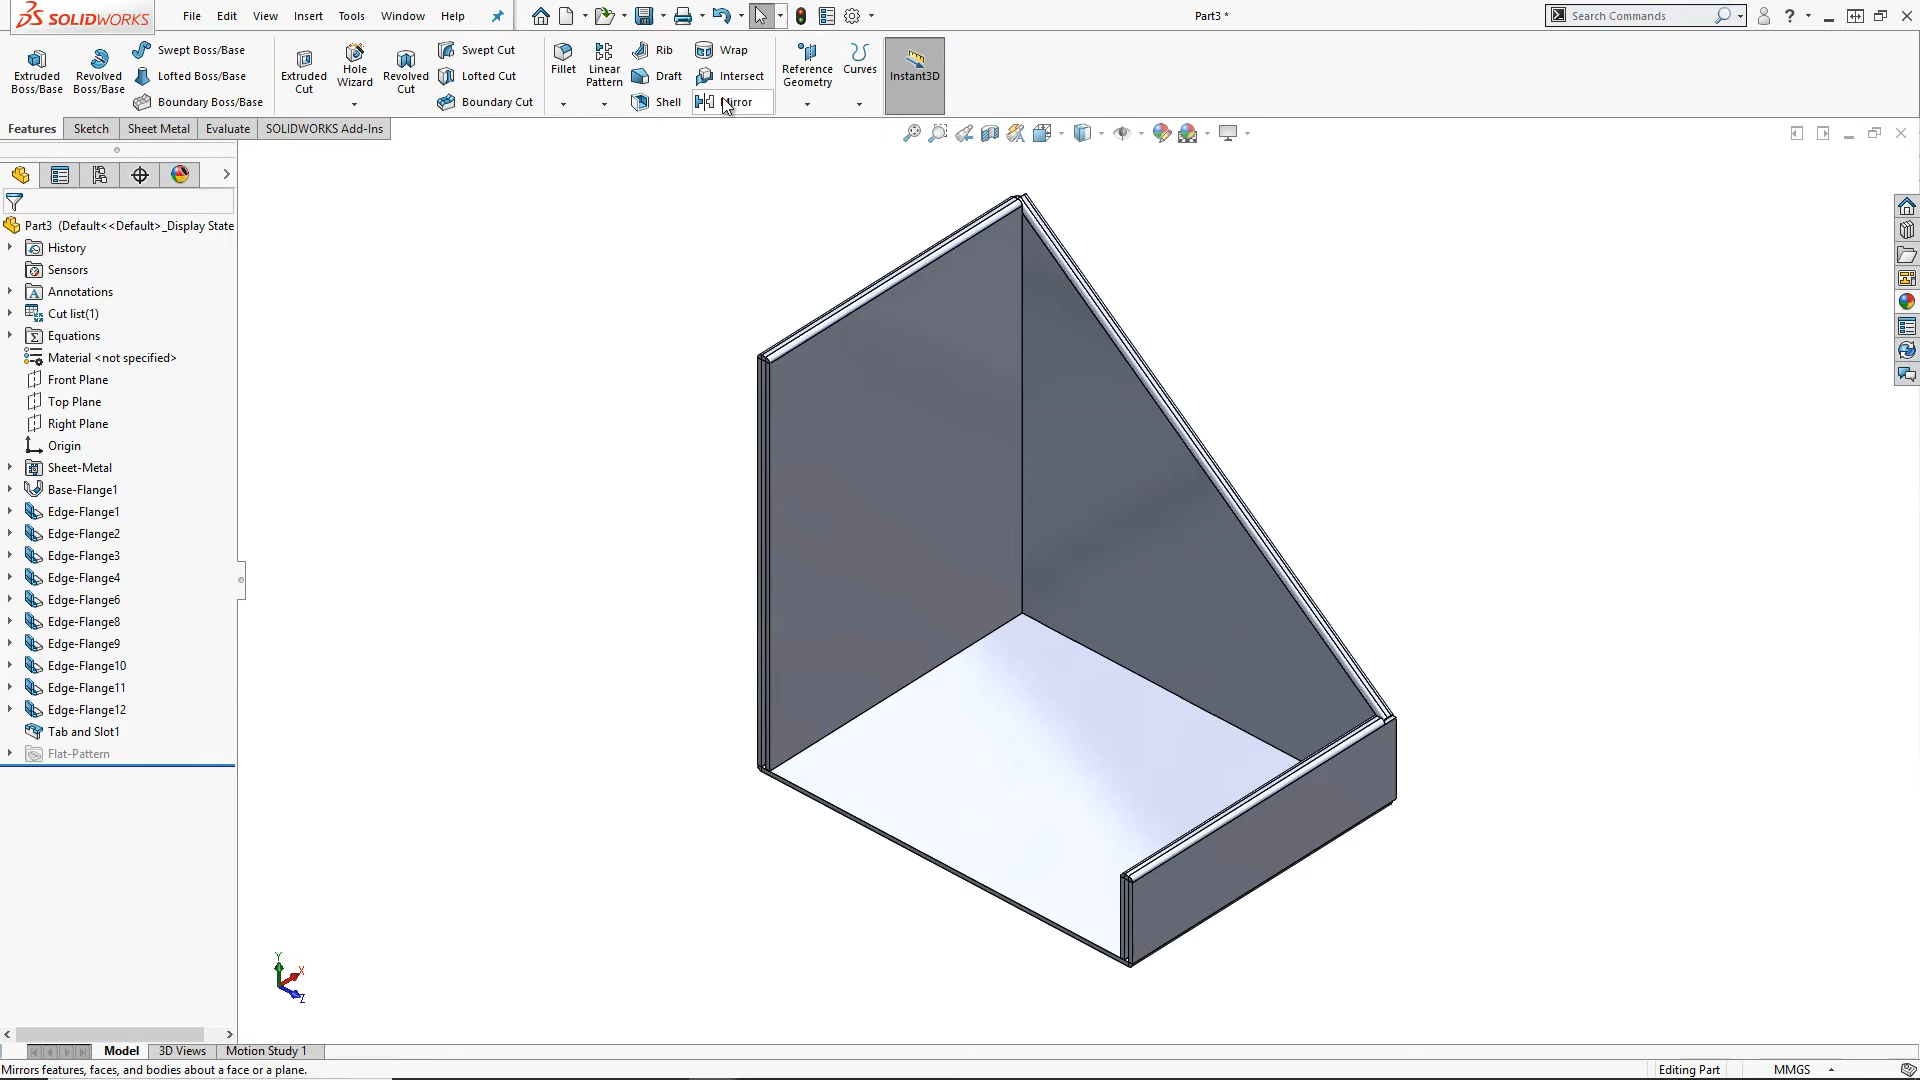 SOLIDWORKS
File Edit View Insert Tools Window Help
Part3 *
Search Commands
Extruded Boss/Base
Revolved Boss/Base
Swept Boss/Base
Lofted Boss/Base
Boundary Boss/Base
Extruded Cut
Hole Wizard
Revolved Cut
Swept Cut
Lofted Cut
Boundary Cut
Fillet
Linear Pattern
Rib
Draft
Shell
Wrap
Intersect
Mirror
Reference Geometry
Curves
Instant3D
Features Sketch Sheet Metal Evaluate SOLIDWORKS Add-Ins
Part3 (Default<<Default>_Display State
History
Sensors
Annotations
Cut list(1)
Equations
Material <not specified>
Front Plane
Top Plane
Right Plane
Origin
Sheet-Metal
Base-Flange1
Edge-Flange1
Edge-Flange2
Edge-Flange3
Edge-Flange4
Edge-Flange6
Edge-Flange8
Edge-Flange9
Edge-Flange10
Edge-Flange11
Edge-Flange12
Tab and Slot1
Flat-Pattern
Y
X
Z
Model 3D Views Motion Study 1
Mirrors features, faces, and bodies about a face or a plane.
Editing Part MMGS